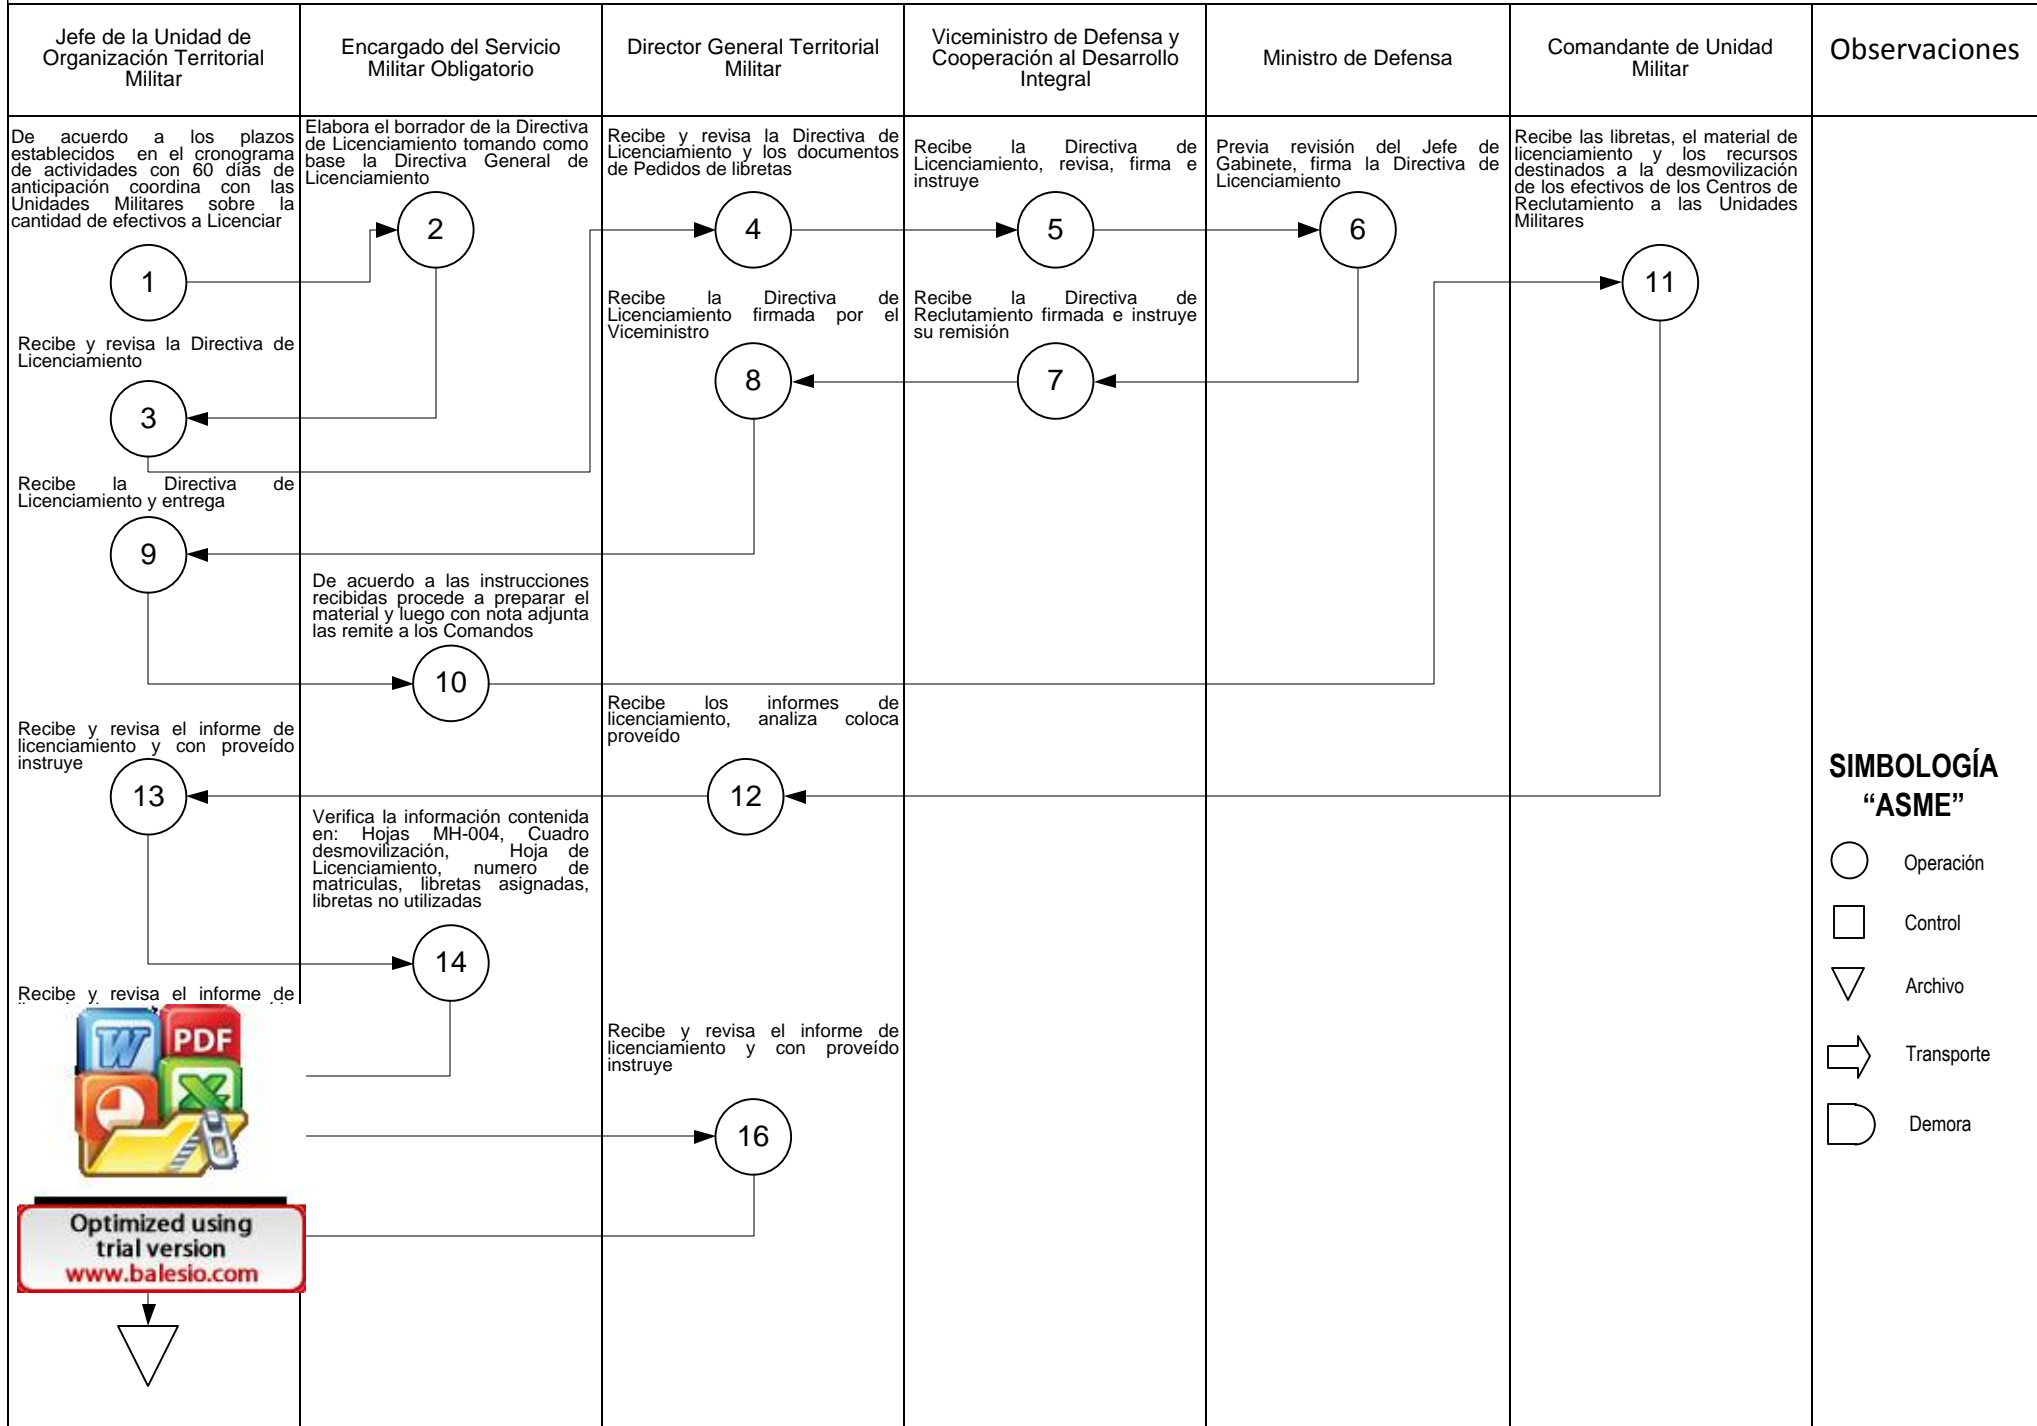 Jefe de la Unidad de
Organización Territorial
Militar
Encargado del Servicio
Militar Obligatorio
Director General Territorial
Militar
Viceministro de Defensa y
Cooperación al Desarrollo
Integral
Ministro de Defensa
Comandante de Unidad
Militar
Observaciones
De acuerdo a los plazos
establecidos en el cronograma
de actividades con 60 días de
anticipación coordina con las
Unidades Militares sobre la
cantidad de efectivos a Licenciar
1
Elabora el borrador de la Directiva
de Licenciamiento tomando como
base la Directiva General de
Licenciamiento
2
Recibe y revisa la Directiva de
Licenciamiento y los documentos
de Pedidos de libretas
4
Recibe la Directiva de
Licenciamiento, revisa, firma e
instruye
5
Previa revisión del Jefe de
Gabinete, firma la Directiva de
Licenciamiento
6
Recibe las libretas, el material de
licenciamiento y los recursos
destinados a la desmovilización
de los efectivos de los Centros de
Reclutamiento a las Unidades
Militares
11
Recibe y revisa la Directiva de
Licenciamiento
3
Recibe la Directiva de
Licenciamiento firmada por el
Viceministro
8
Recibe la Directiva de
Reclutamiento firmada e instruye
su remisión
7
Recibe la Directiva de
Licenciamiento y entrega
9
De acuerdo a las instrucciones
recibidas procede a preparar el
material y luego con nota adjunta
las remite a los Comandos
10
Recibe los informes de
licenciamiento, analiza coloca
proveído
12
Recibe y revisa el informe de
licenciamiento y con proveído
instruye
13
Verifica la información contenida
en: Hojas MH-004, Cuadro
desmovilización, Hoja de
Licenciamiento, numero de
matriculas, libretas asignadas,
libretas no utilizadas
14
Recibe y revisa el informe de
Recibe y revisa el informe de
licenciamiento y con proveído
instruye
16
W PDF
X
Optimized using
trial version
www.balesio.com
SIMBOLOGÍA
“ASME”
Operación
Control
Archivo
Transporte
Demora